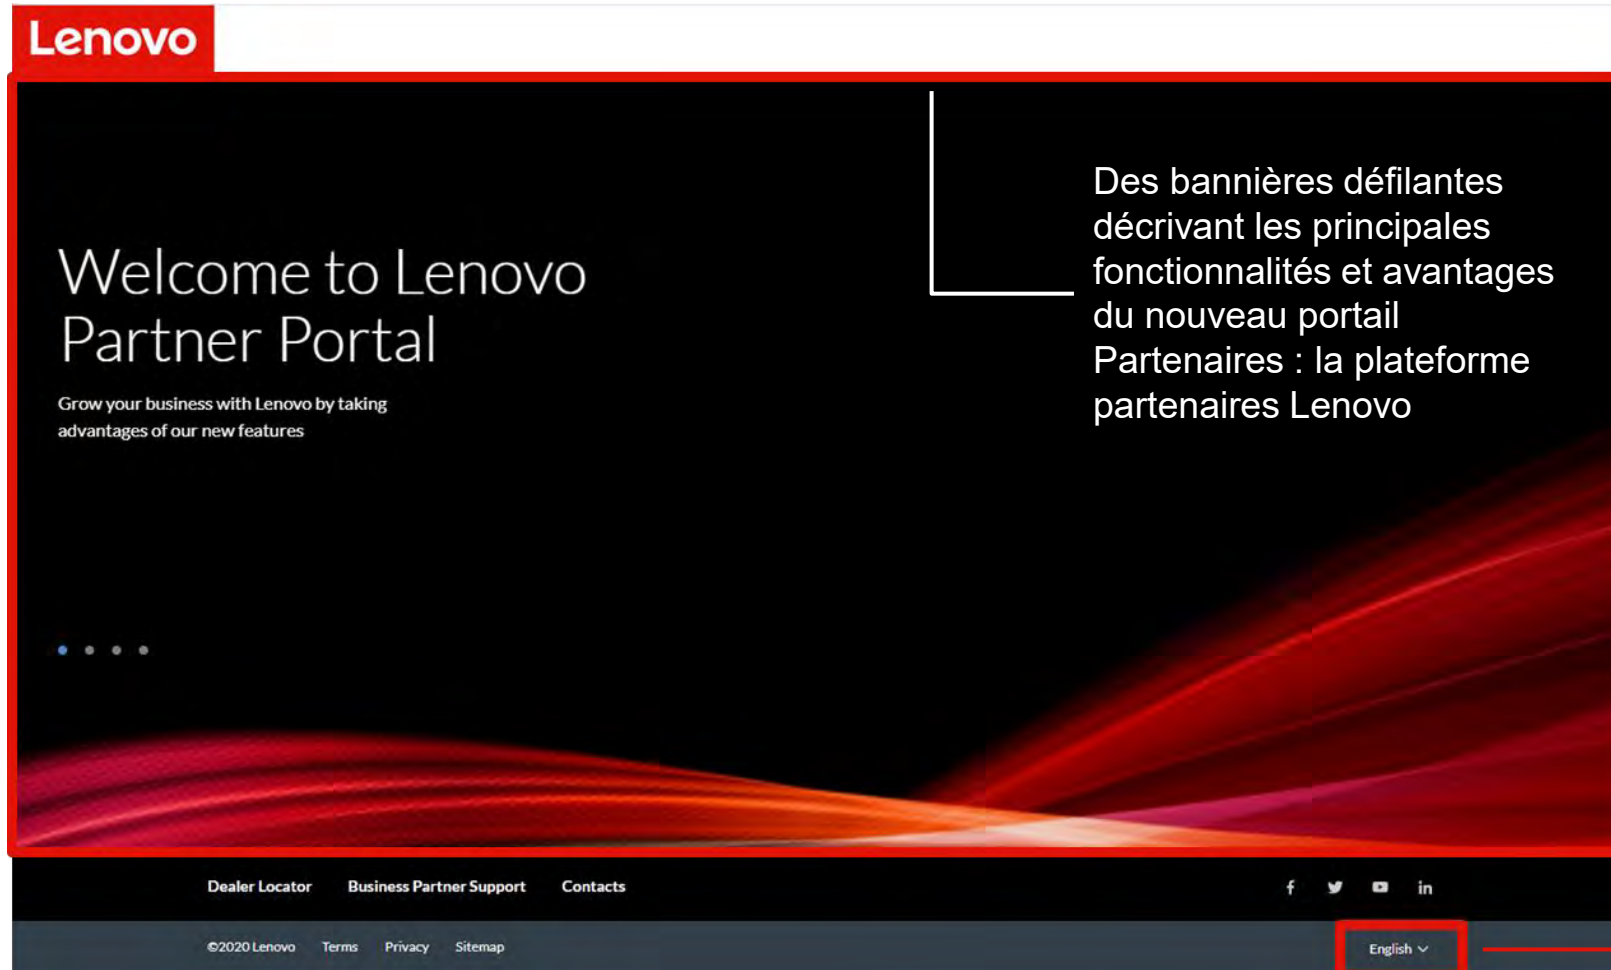 Lenovo
Des bannières défilantes
décrivant les principales
fonctionnalités et avantages
du nouveau portail
Partenaires : la plateforme
partenaires Lenovo
Welcome to Lenovo
Partner Portal
Grow your business with Lenovo by taking
advantages of our new features
Dealer Locator Business Partner Support Contacts
©2020 Lenovo Terms Privacy Sitemap English